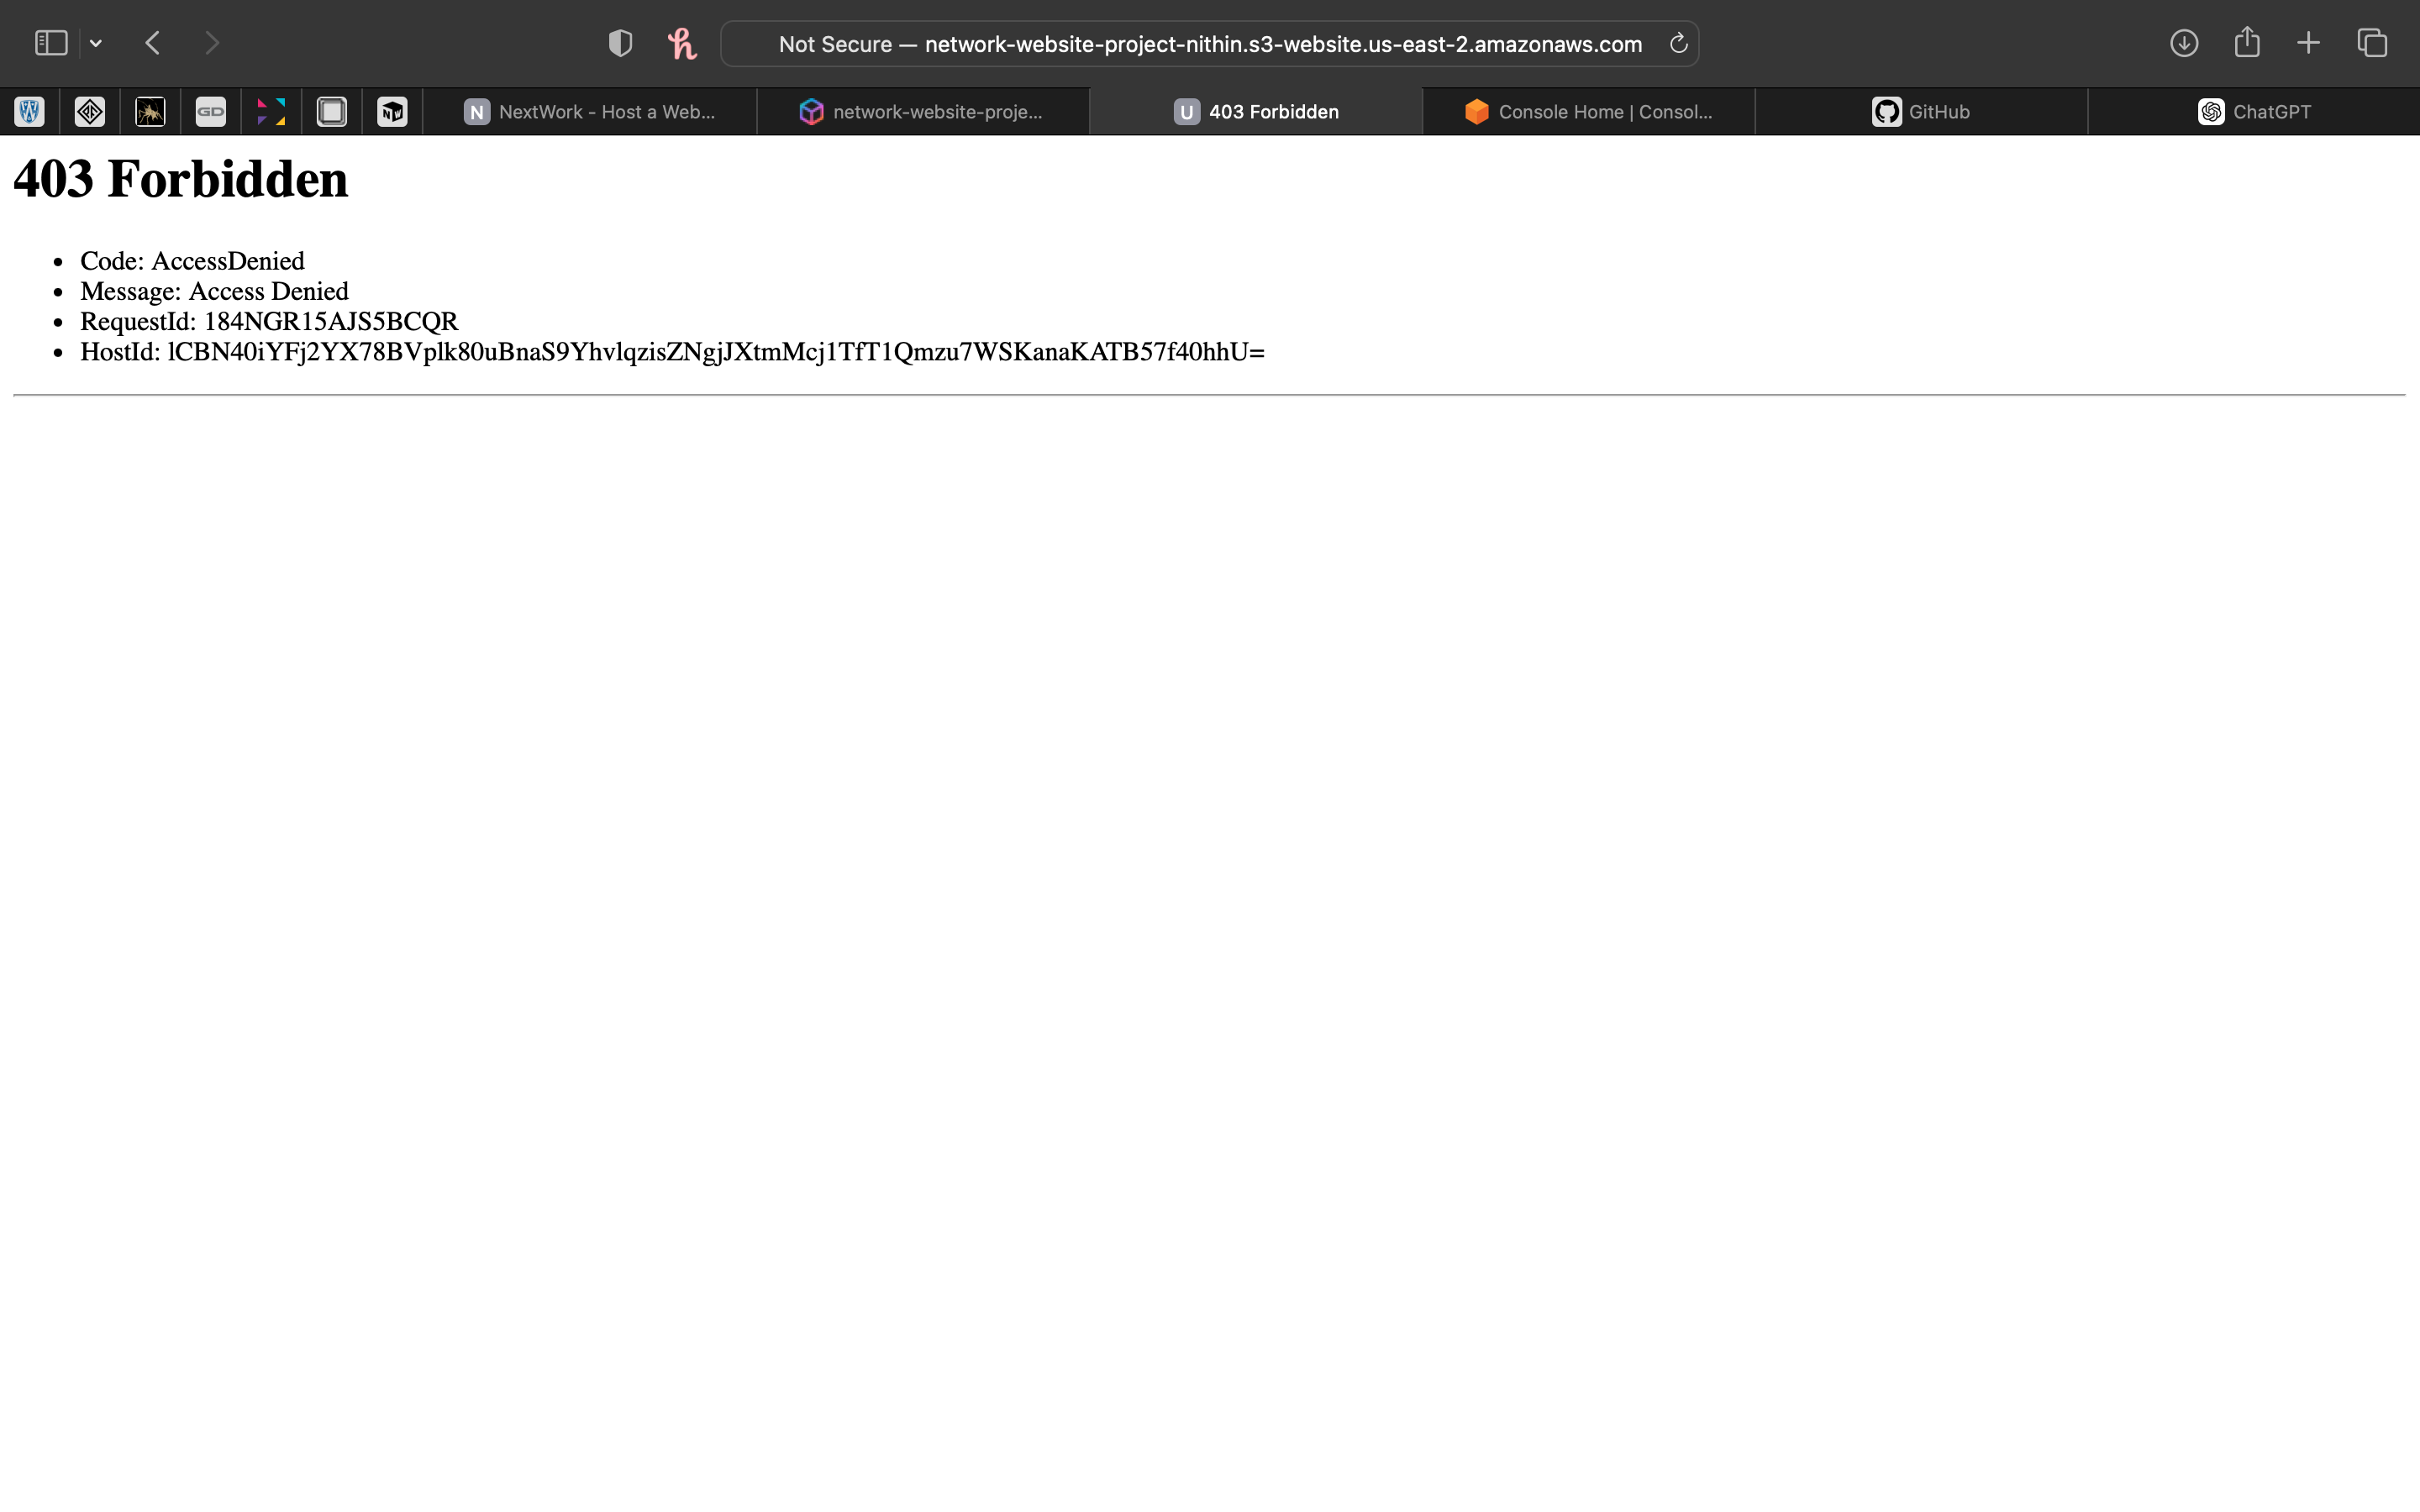 Not Secure — network-website-project-nithin.s3-website.us-east-2.amazonaws.com
GD
N NextWork - Host a Web...
network-website-proje...
U 403 Forbidden
Console Home | Consol...
GitHub
ChatGPT
403 Forbidden
• Code: AccessDenied
• Message: Access Denied
• RequestId: 184NGR15AJS5BCQR
• HostId: lCBN40iYFj2YX78BVplk80uBnaS9YhvlqzisZNgjJXtmMcj1TfT1Qmzu7WSKanaKATB57f40hhU=